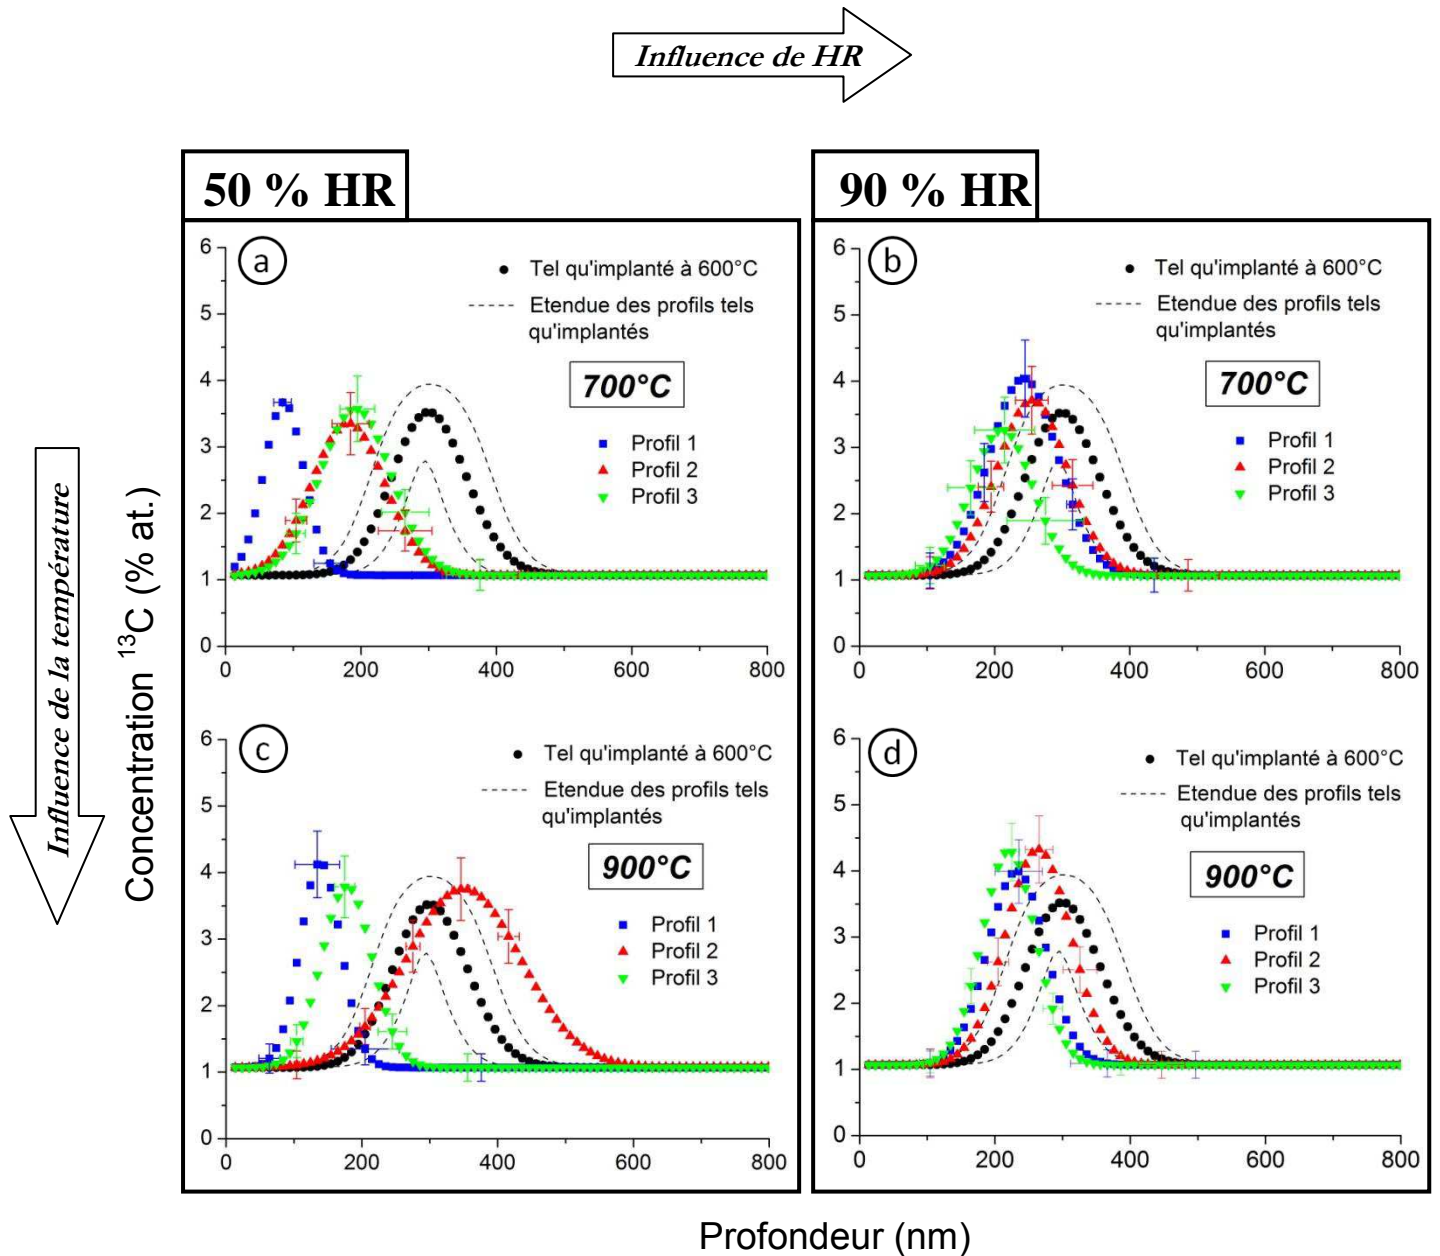 Influence de HR
50 % HR
90 % HR
6
5
4
3
2
1
0
a
Tel qu'implanté à 600°C
Etendue des profils tels
qu'implantés
700°C
Profil 1
Profil 2
Profil 3
0 200 400 600 800
6
5
4
3
2
1
0
b
Tel qu'implanté à 600°C
Etendue des profils tels
qu'implantés
700°C
Profil 1
Profil 2
Profil 3
0 200 400 600 800
Influence de la température
Concentration ¹³C (% at.)
6
5
4
3
2
1
0
c
Tel qu'implanté à 600°C
Etendue des profils tels
qu'implantés
900°C
Profil 1
Profil 2
Profil 3
0 200 400 600 800
6
5
4
3
2
1
0
d
Tel qu'implanté à 600°C
Etendue des profils tels
qu'implantés
900°C
Profil 1
Profil 2
Profil 3
0 200 400 600 800
Profondeur (nm)